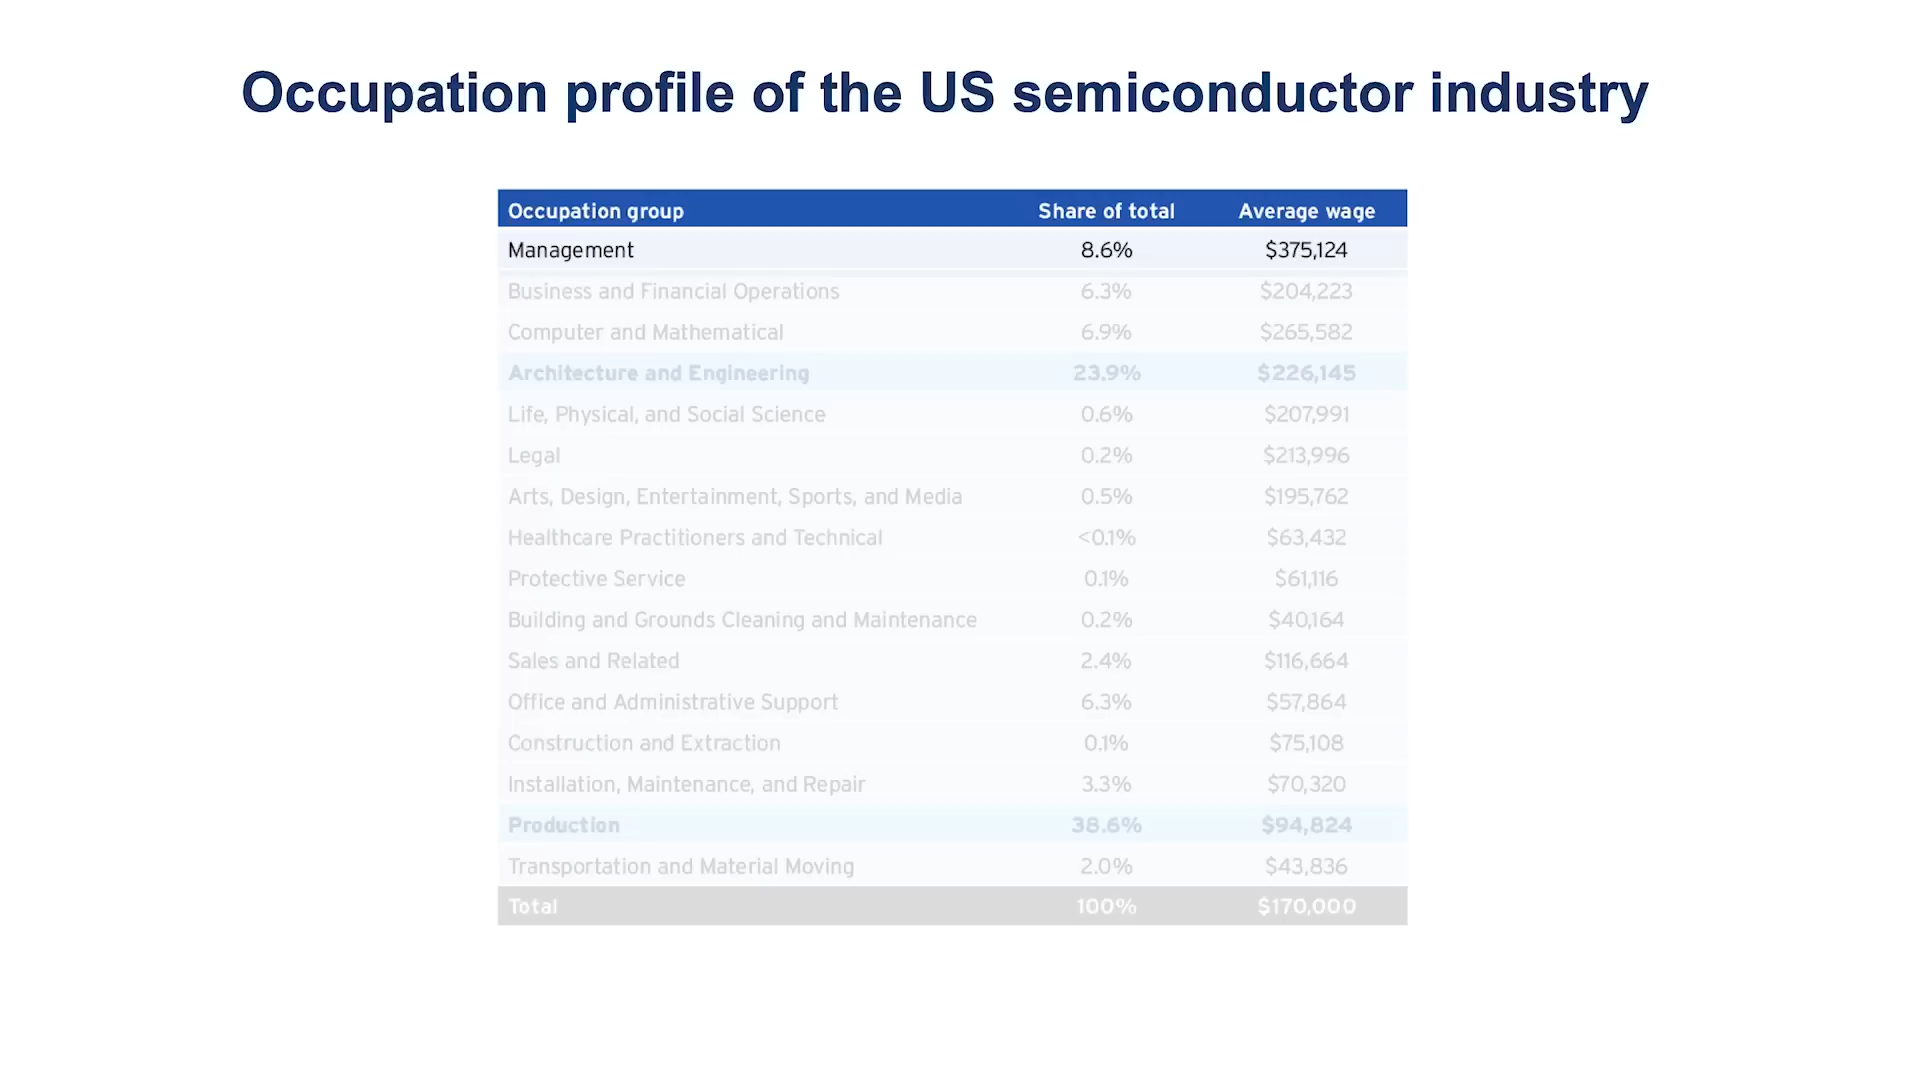 Occupation profile of the US semiconductor industry
Occupation group Share of total Average wage
Management 8.6% $375,124
Business and Financial Operations 6.3% $204,223
Computer and Mathematical 6.9% $265,582
Architecture and Engineering 23.9% $226,145
Life, Physical, and Social Science 0.6% $207,991
Legal 0.2% $213,996
Arts, Design, Entertainment, Sports, and Media 0.5% $195,762
Healthcare Practitioners and Technical <0.1% $63,432
Protective Service 0.1% $61,116
Building and Grounds Cleaning and Maintenance 0.2% $40,164
Sales and Related 2.4% $116,664
Office and Administrative Support 6.3% $57,864
Construction and Extraction 0.1% $75,108
Installation, Maintenance, and Repair 3.3% $70,320
Production 38.6% $94,824
Transportation and Material Moving 2.0% $43,836
Total 100% $170,000